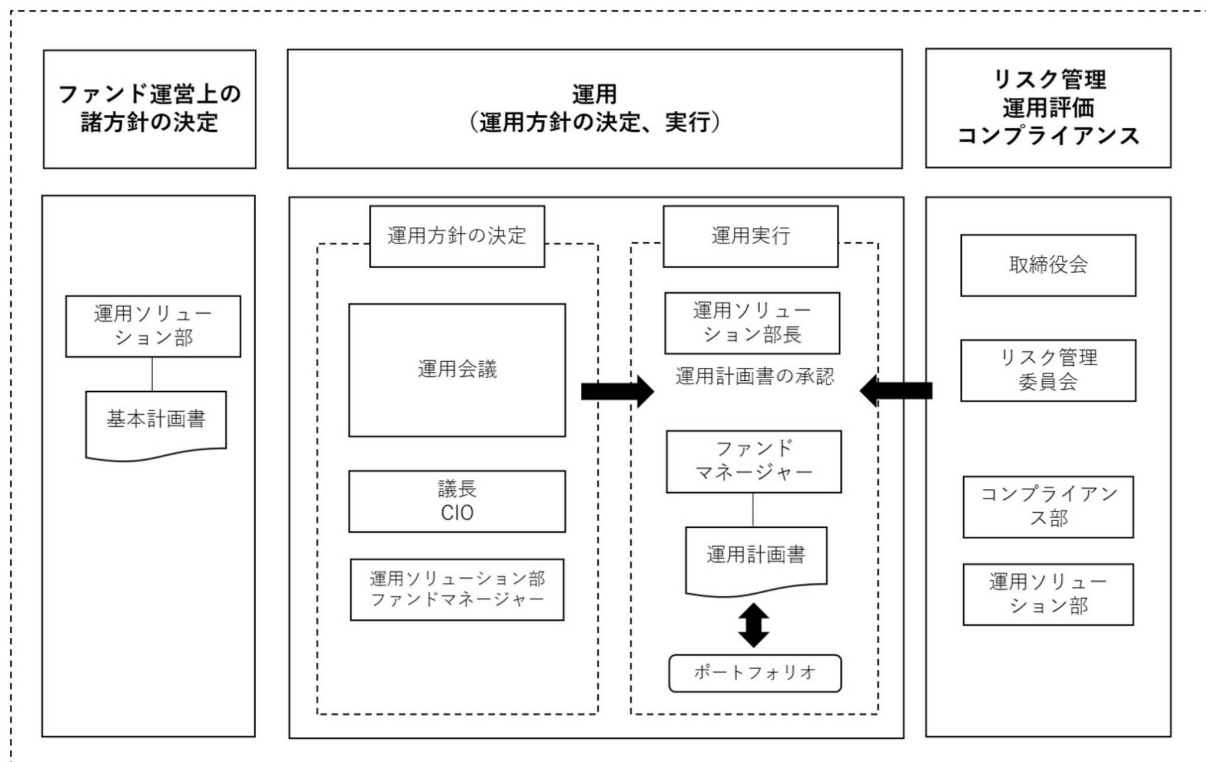 ファンド運営上の
諸方針の決定
運用
（運用方針の決定、実行）
リスク管理
運用評価
コンプライアンス
運用ソリュー
ション部
基本計画書
運用方針の決定
運用会議
議長
CIO
運用ソリューション部
ファンドマネージャー
運用実行
運用ソリュー
ション部長
運用計画書の承認
ファンド
マネージャー
運用計画書
ポートフォリオ
取締役会
リスク管理
委員会
コンプライアン
ス部
運用ソリュー
ション部